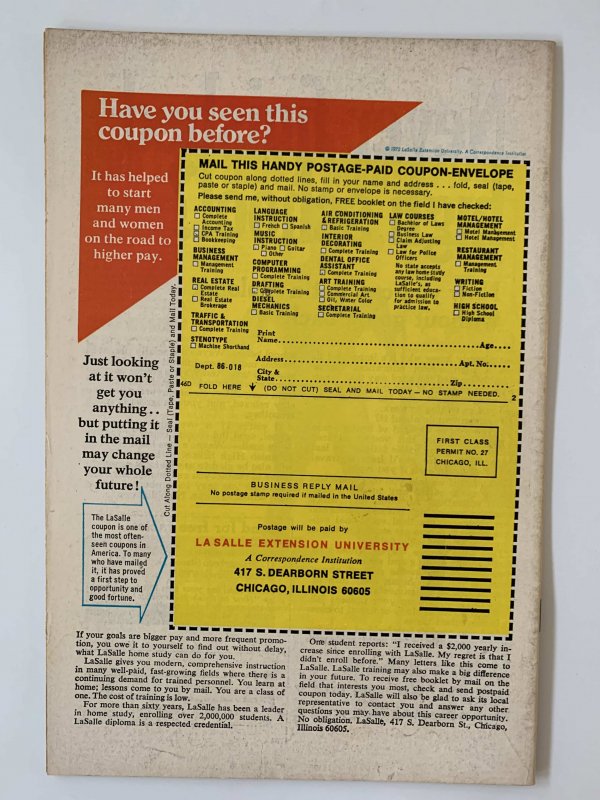 Have you seen this
coupon before?
© 1973 LaSalle Extension University, A Correspondence Institution
It has helped
to start
many men
and women
on the road to
higher pay.
MAIL THIS HANDY POSTAGE-PAID COUPON-ENVELOPE
Cut coupon along dotted lines, fill in your name and address . . . fold, seal (tape,
paste or staple) and mail. No stamp or envelope is necessary.
Please send me, without obligation, FREE booklet on the field I have checked:
ACCOUNTING
☐ Complete
Accounting
☐ Income Tax
☐ CPA Training
☐ Bookkeeping
BUSINESS
MANAGEMENT
☐ Management
Training
REAL ESTATE
☐ Complete Real
Estate
☐ Real Estate
Brokerage
TRAFFIC &
TRANSPORTATION
☐ Complete Training
STENOTYPE
☐ Machine Shorthand
LANGUAGE
INSTRUCTION
☐ French ☐ Spanish
MUSIC
INSTRUCTION
☐ Piano ☐ Guitar
☐ Other
COMPUTER
PROGRAMMING
☐ Complete Training
DRAFTING
☐ Complete Training
DIESEL
MECHANICS
☐ Basic Training
AIR CONDITIONING
& REFRIGERATION
☐ Basic Training
INTERIOR
DECORATING
☐ Complete Training
DENTAL OFFICE
ASSISTANT
☐ Complete Training
ART TRAINING
☐ Complete Training
☐ Commercial Art
☐ Oil, Water Color
SECRETARIAL
☐ Complete Training
LAW COURSES
☐ Bachelor of Laws
Degree
☐ Business Law
☐ Claim Adjusting
Law
☐ Law for Police
Officers
No state accepts
any law home study
course, including
LaSalle's, as
sufficient educa-
tion to qualify
for admission to
practice law.
MOTEL/HOTEL
MANAGEMENT
☐ Motel Management
☐ Hotel Management
RESTAURANT
MANAGEMENT
☐ Management
Training
WRITING
☐ Fiction
☐ Non-Fiction
HIGH SCHOOL
☐ High School
Diploma
Print
Name Age
Address Apt. No.
Dept. 86-018
City &
State Zip
46D FOLD HERE (DO NOT CUT) SEAL AND MAIL TODAY—NO STAMP NEEDED. 2
Cut Along Dotted Line — Seal (Tape, Paste or Staple) and Mail Today.
Just looking
at it won't
get you
anything . .
but putting it
in the mail
may change
your whole
future!
The LaSalle
coupon is one of
the most often-
seen coupons in
America. To many
who have mailed
it, it has proved
a first step to
opportunity and
good fortune.
FIRST CLASS
PERMIT NO. 27
CHICAGO, ILL.
BUSINESS REPLY MAIL
No postage stamp required if mailed in the United States
Postage will be paid by
LA SALLE EXTENSION UNIVERSITY
A Correspondence Institution
417 S. DEARBORN STREET
CHICAGO, ILLINOIS 60605
If your goals are bigger pay and more frequent promo-
tion, you owe it to yourself to find out without delay,
what LaSalle home study can do for you.
LaSalle gives you modern, comprehensive instruction
in many well-paid, fast-growing fields where there is a
continuing demand for trained personnel. You learn at
home; lessons come to you by mail. You are a class of
one. The cost of training is low.
For more than sixty years, LaSalle has been a leader
in home study, enrolling over 2,000,000 students. A
LaSalle diploma is a respected credential.
One student reports: "I received a $2,000 yearly in-
crease since enrolling with LaSalle. My regret is that I
didn't enroll before." Many letters like this come to
LaSalle. LaSalle training may also make a big difference
in your future. To receive free booklet by mail on the
field that interests you most, check and send postpaid
coupon today. LaSalle will also be glad to ask its local
representative to contact you and answer any other
questions you may have about this career opportunity.
No obligation. LaSalle, 417 S. Dearborn St., Chicago,
Illinois 60605.